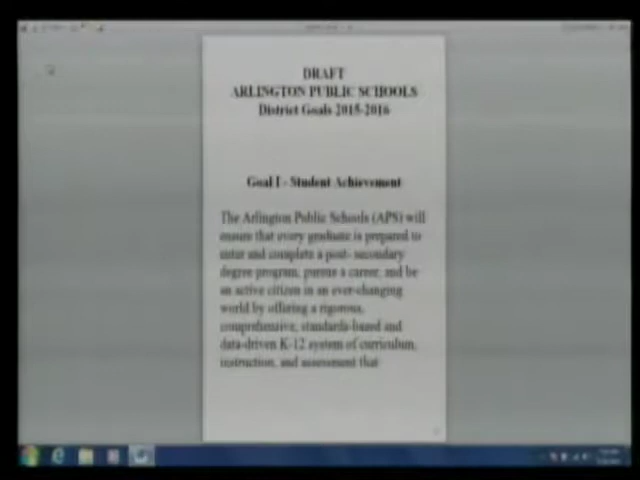 DRAFT
ARLINGTON PUBLIC SCHOOLS
District Goals 2015-2016
Goal I - Student Achievement
The Arlington Public Schools (APS) will
ensure that every graduate is prepared to
enter and complete a post- secondary
degree program, pursue a career, and be
an active citizen in an ever-changing
world by offering a rigorous,
comprehensive, standards-based and
data-driven K-12 system of curriculum,
instruction, and assessment that